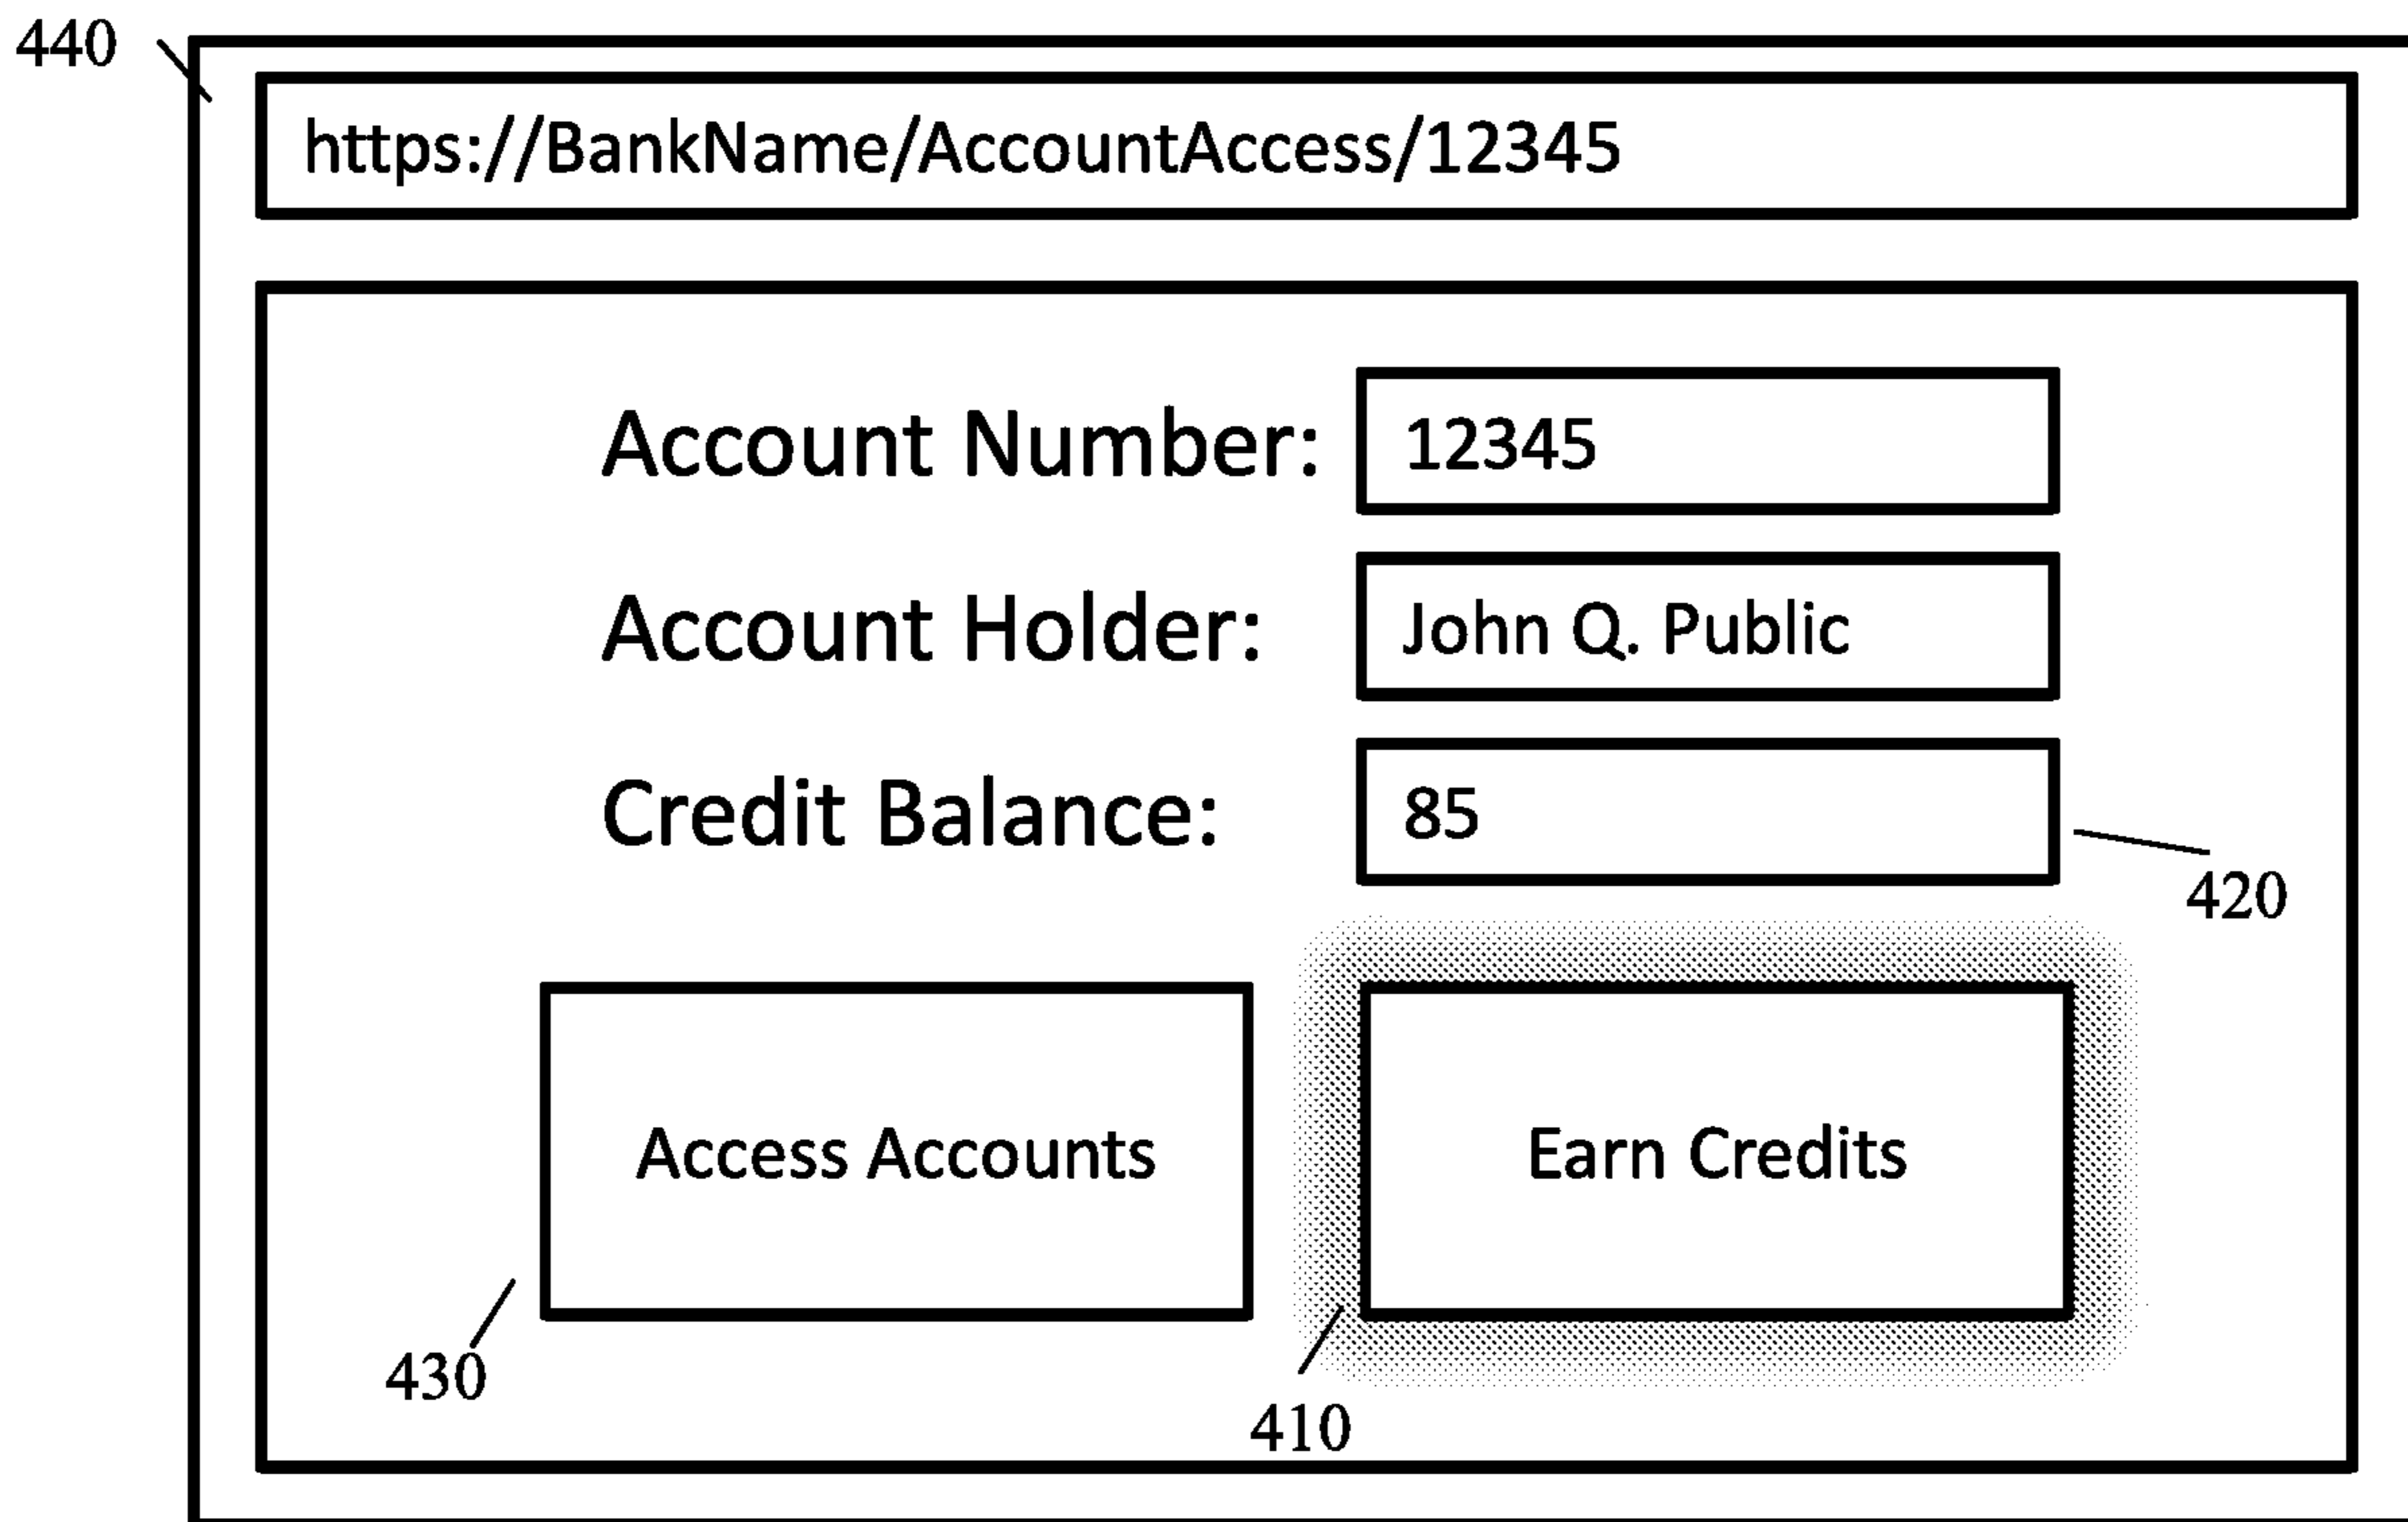 440
https://BankName/AccountAccess/12345
Account Number: 12345
Account Holder: John Q. Public
Credit Balance: 85
420
Access Accounts Earn Credits
430
410